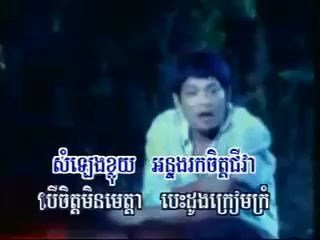 សំឡេងខ្លុយ អន្ទងរកចិត្តជីវា
បើចិត្តមិនមេត្តា បេះដូងក្រៀមក្រំ